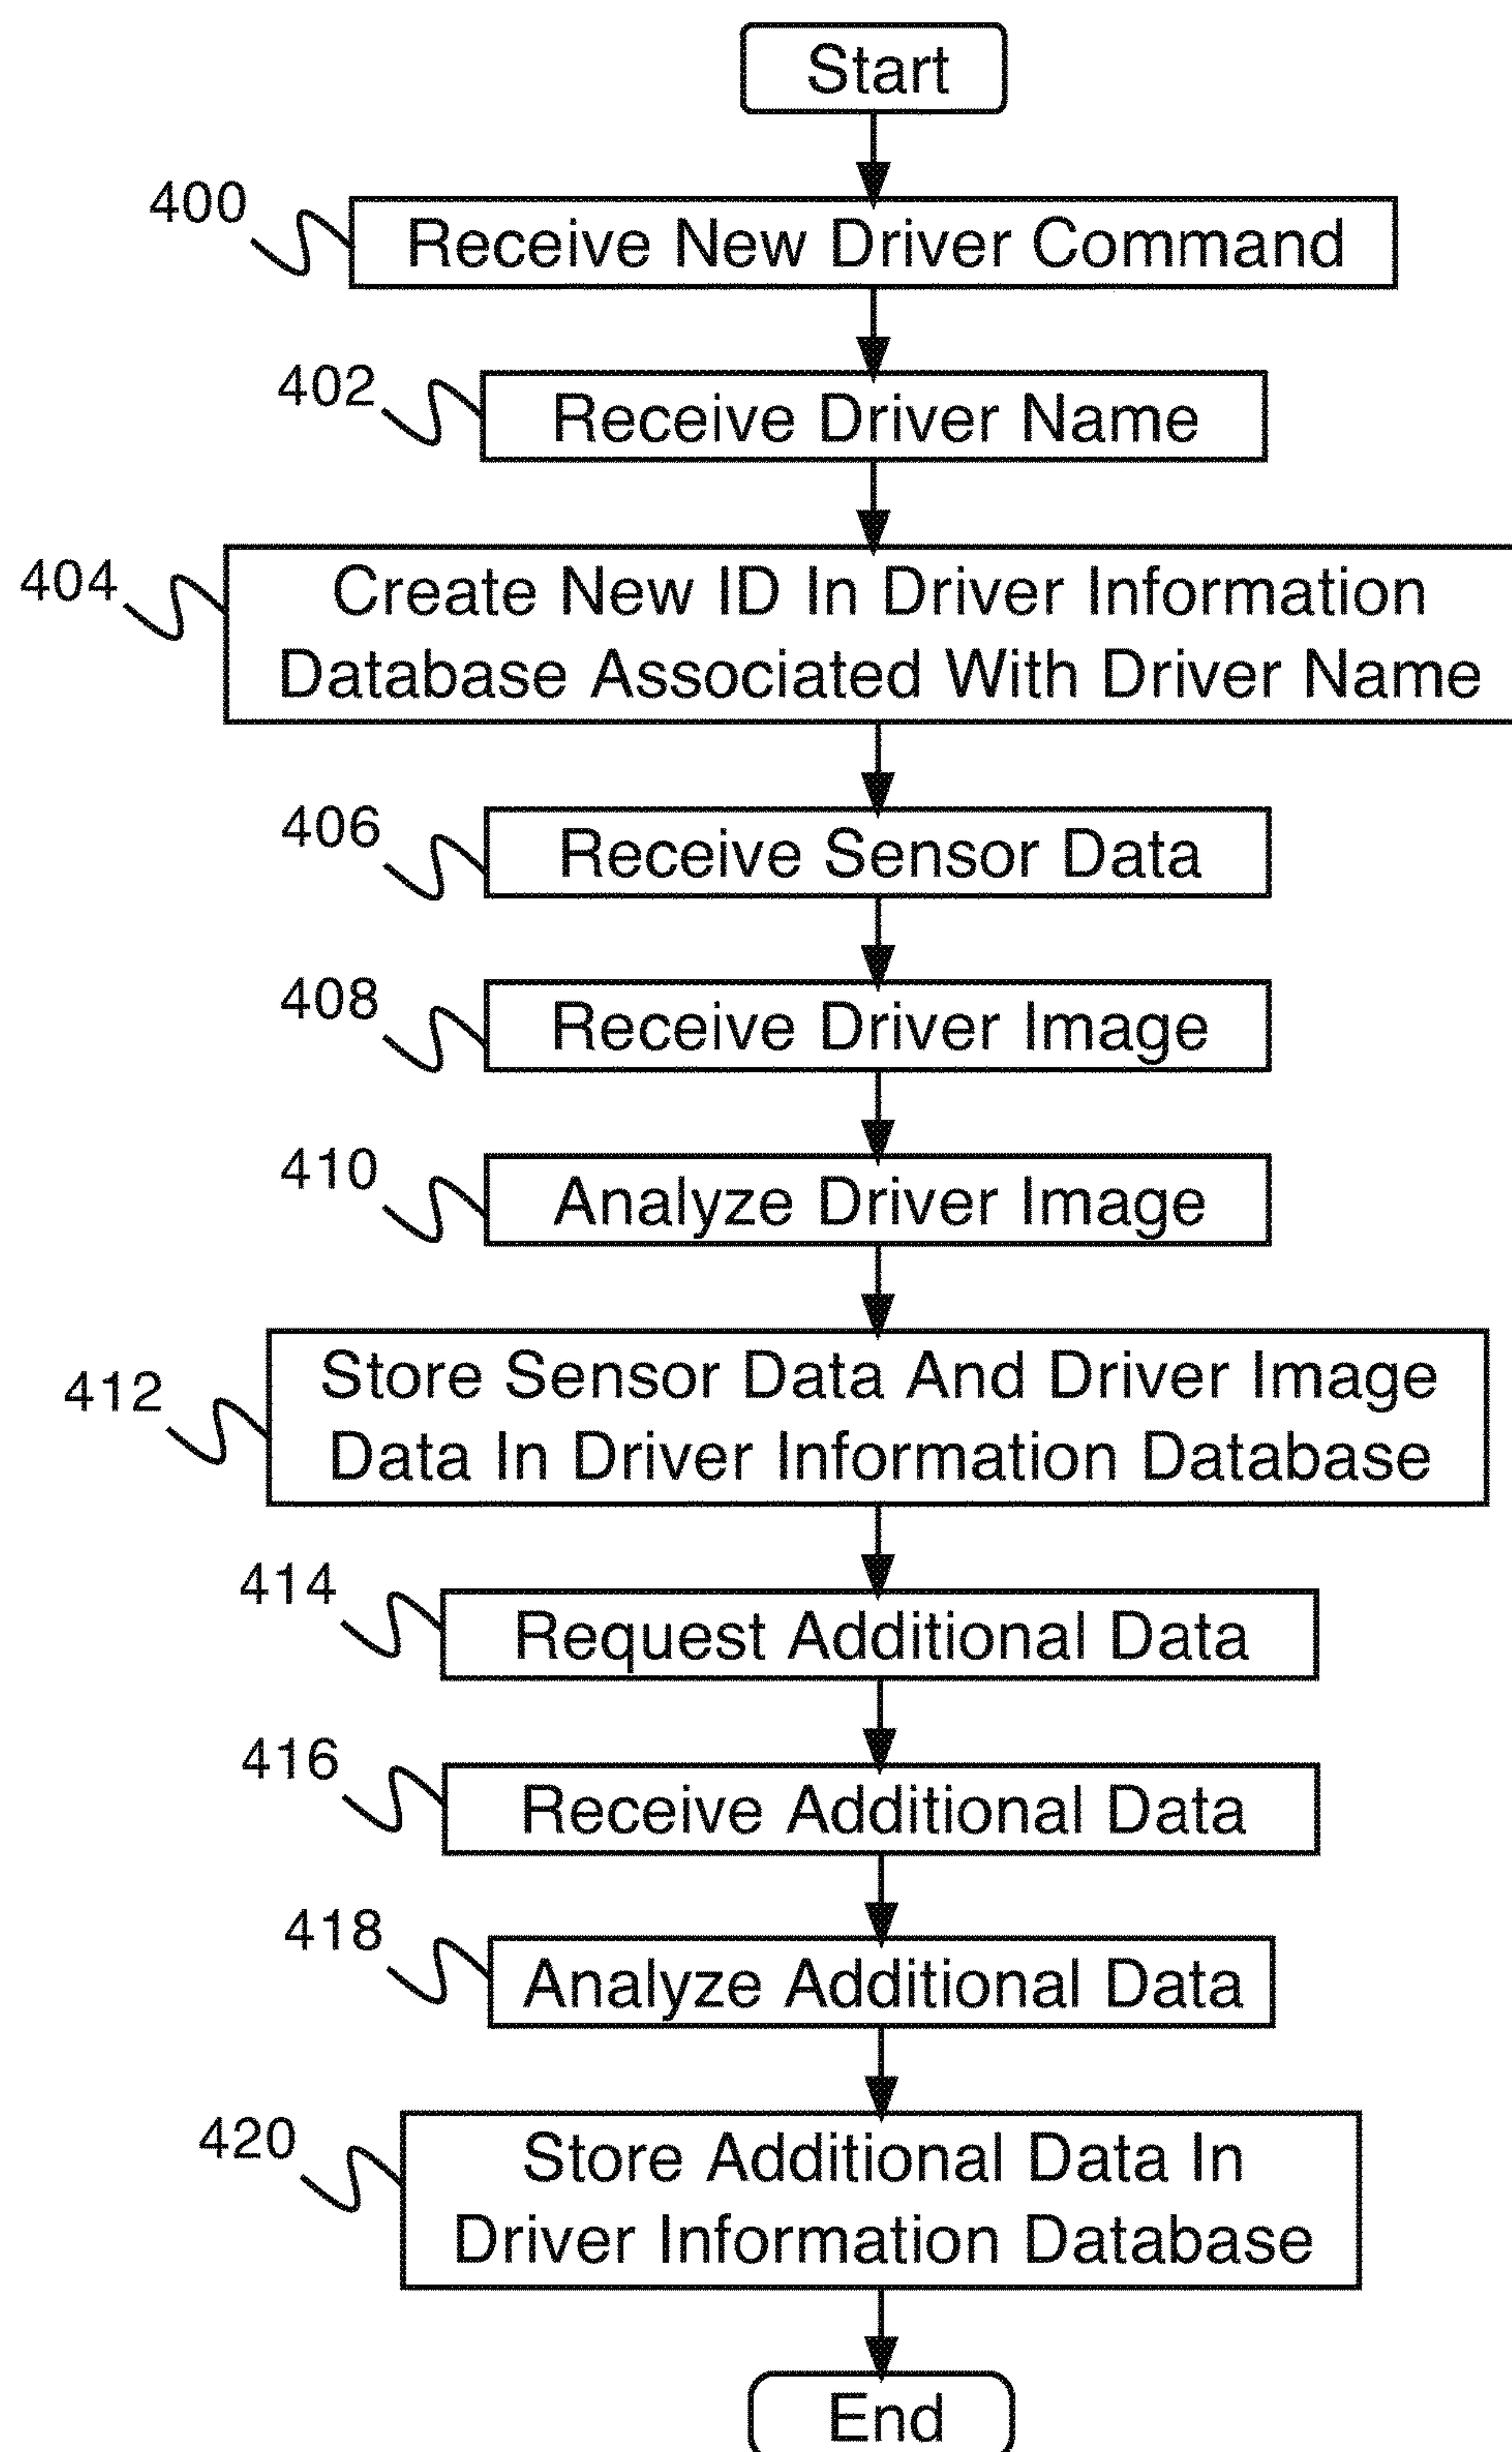 Start
400
Receive New Driver Command
402
Receive Driver Name
404
Create New ID In Driver Information
Database Associated With Driver Name
406
Receive Sensor Data
408
Receive Driver Image
410
Analyze Driver Image
412
Store Sensor Data And Driver Image
Data In Driver Information Database
414
Request Additional Data
416
Receive Additional Data
418
Analyze Additional Data
420
Store Additional Data In
Driver Information Database
End